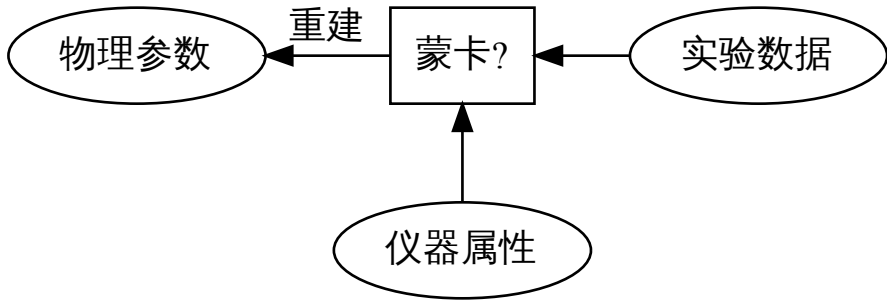 重建
物理参数
蒙卡?
实验数据
仪器属性